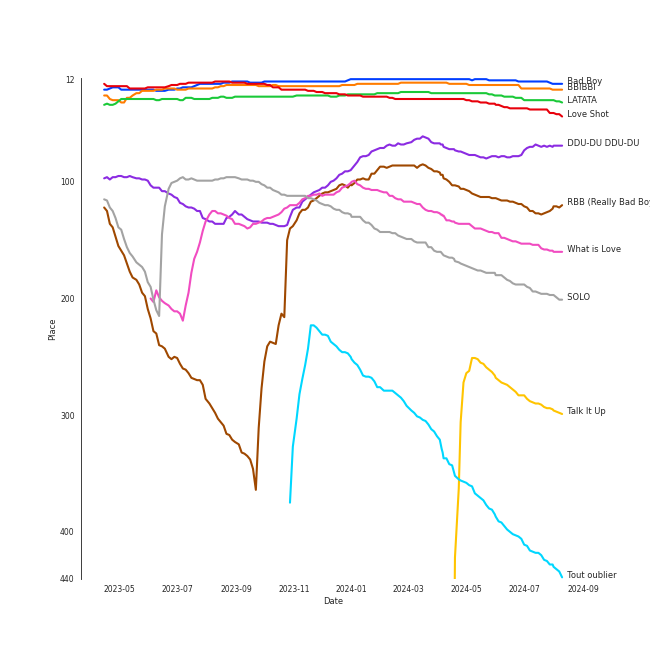 12
100
200
300
400
440
Place
2023-05
2023-07
2023-09
2023-11
2024-01
2024-03
2024-05
2024-07
2024-09
Date
Bad Boy
BBIBBI
LATATA
Love Shot
DDU-DU DDU-DU
RBB (Really Bad Boy
What is Love
SOLO
Talk It Up
Tout oublier